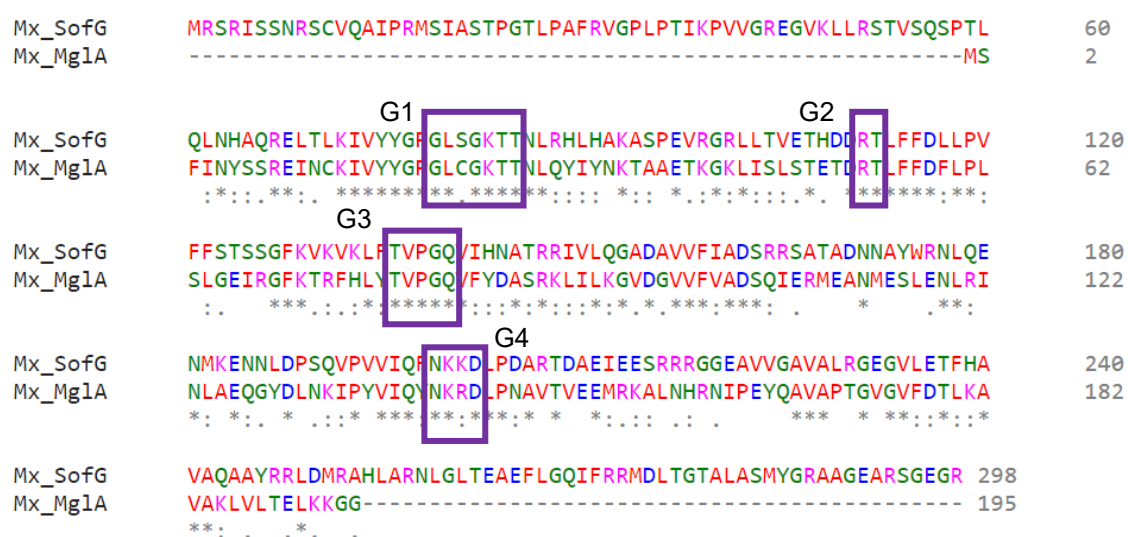 Mx_SofG MRSRISSNRSCVQAIPRMSIASTPGTLPAFRVGPLPTIKPVVGREGVKLLRSTVSQSPTL 60
Mx_MglA ----------------------------------------------------------MS 2
G1 G2
Mx_SofG QLNHAQRELTLKIVYYGPGLSGKTTNLRHLHAKASPEVRGRLLTVETHDDRTLFFDLLPV 120
Mx_MglA FINYSSREINCKIVYYGPGLCGKTTNLQYIYNKTAAETKGKLISLSTETDRTLFFDFLPL 62
:*::.**:. *********.******:::: *:: *.:*:*::::.*.* *******:**:
G3
Mx_SofG FFSTSSGFKVKVKLFTVPGQVIHNATRRIVLQGADAVVFIADSRRSATADNNAYWRNLQE 180
Mx_MglA SLGEIRGFKTRFHLYTVPGQVFYDASRKLILKGVDGVVFVADSQIERMEANMESLENLRI 122
:. ***.:.:*:******:::*:*:::*:*.*.***:***: . * .**:
G4
Mx_SofG NMKENNLDPSQVPVVIQFNKKDLPDARTDAEIEESRRRGGEAVVGAVALRGEGVLETFHA 240
Mx_MglA NLAEQGYDLNKIPYVIQYNKRDLPNAVTVEEMRKALNHRNIPEYQAVAPTGVGVFDTLKA 182
*: *: * .::* ***:**:***:* * *:.:: .: . *** * **::*::*
Mx_SofG VAQAAYRRLDMRAHLARNLGLTEAEFLGQIFRRMDLTGTALASMYGRAAGEARSGEGR 298
Mx_MglA VAKLVLTELKKGG--------------------------------------------- 195
**: . .*. .